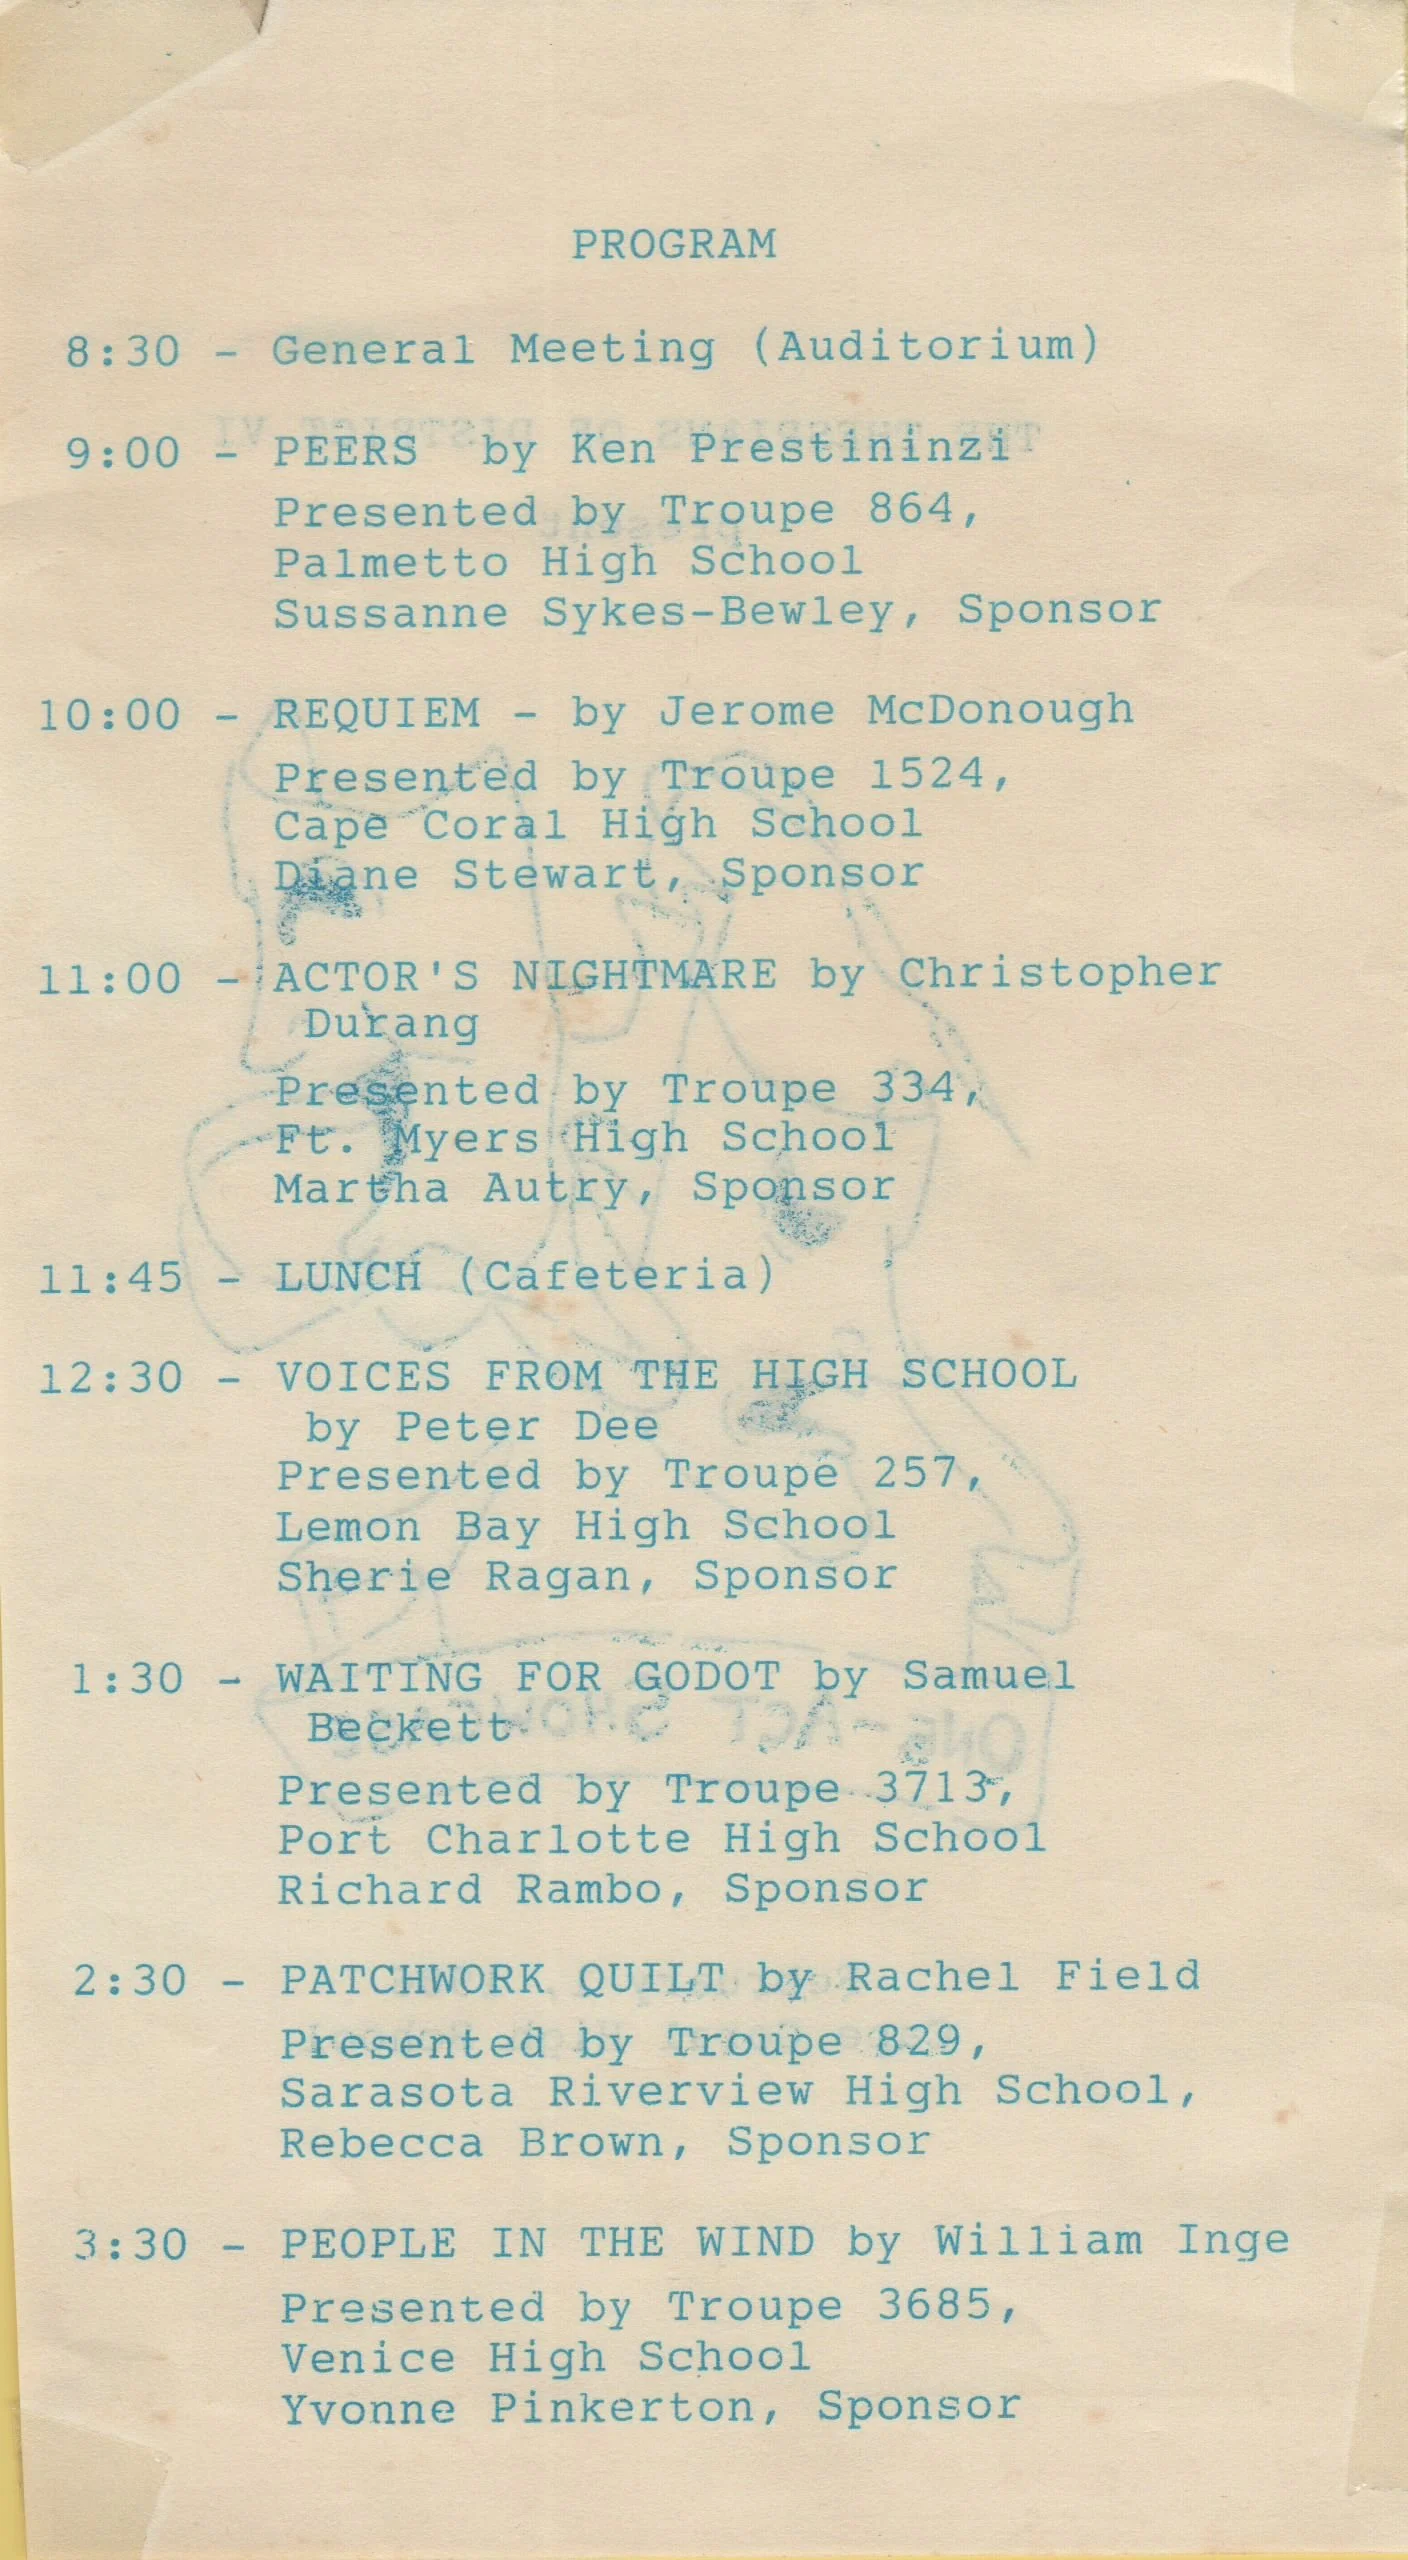 PROGRAM
8:30 - General Meeting (Auditorium)
9:00 - PEERS by Ken Prestininzi
Presented by Troupe 864,
Palmetto High School
Sussanne Sykes-Bewley, Sponsor
10:00 - REQUIEM - by Jerome McDonough
Presented by Troupe 1524,
Cape Coral High School
Diane Stewart, Sponsor
11:00 - ACTOR'S NIGHTMARE by Christopher
Durang
Presented by Troupe 334,
Ft. Myers High School
Martha Autry, Sponsor
11:45 - LUNCH (Cafeteria)
12:30 - VOICES FROM THE HIGH SCHOOL
by Peter Dee
Presented by Troupe 257,
Lemon Bay High School
Sherie Ragan, Sponsor
1:30 - WAITING FOR GODOT by Samuel
Beckett
Presented by Troupe 3713,
Port Charlotte High School
Richard Rambo, Sponsor
2:30 - PATCHWORK QUILT by Rachel Field
Presented by Troupe 829,
Sarasota Riverview High School,
Rebecca Brown, Sponsor
3:30 - PEOPLE IN THE WIND by William Inge
Presented by Troupe 3685,
Venice High School
Yvonne Pinkerton, Sponsor